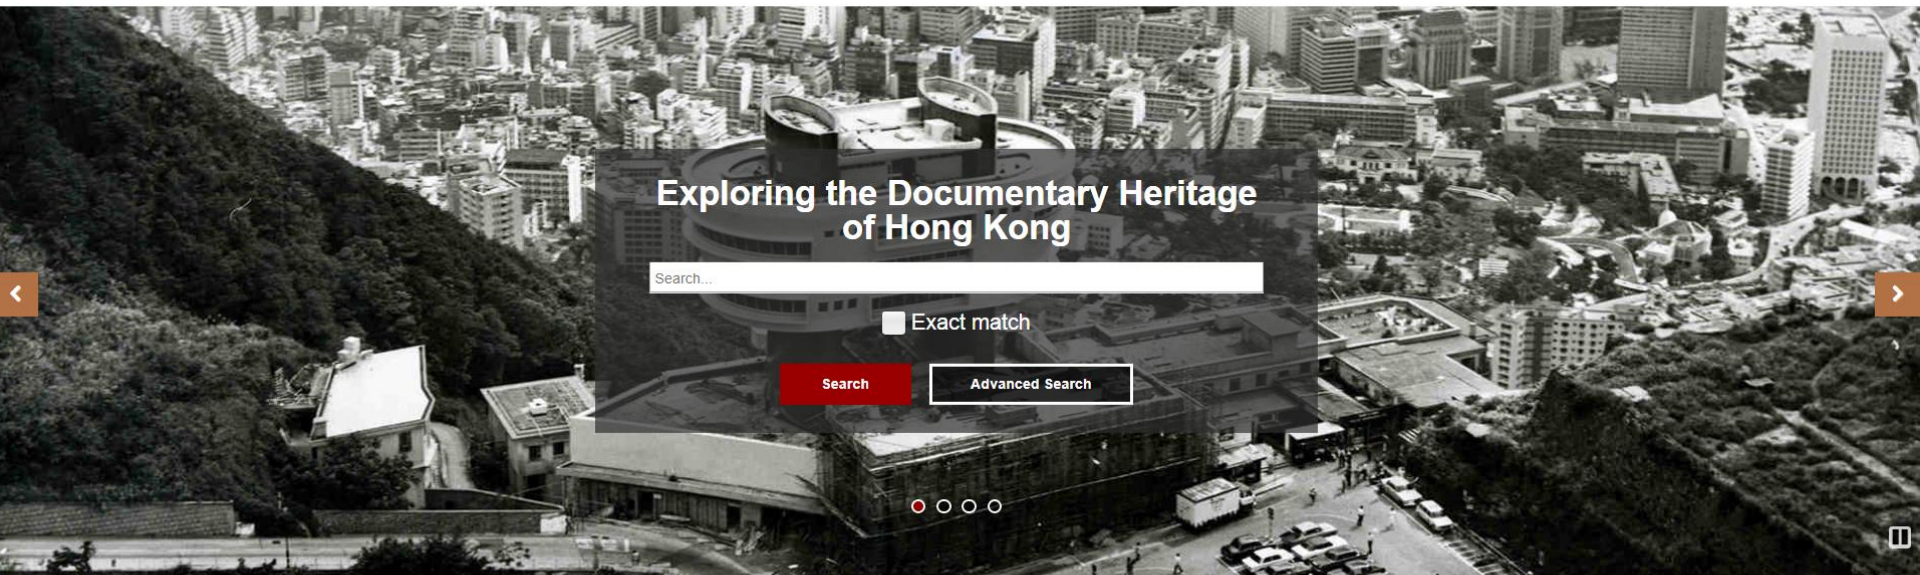 Exploring the Documentary Heritage
of Hong Kong
Search...
Exact match
Search
Advanced Search